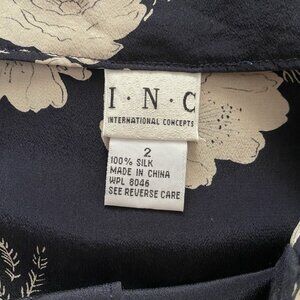 I·N·C
INTERNATIONAL CONCEPTS
2
100% SILK
MADE IN CHINA
WPL 8046
SEE REVERSE CARE